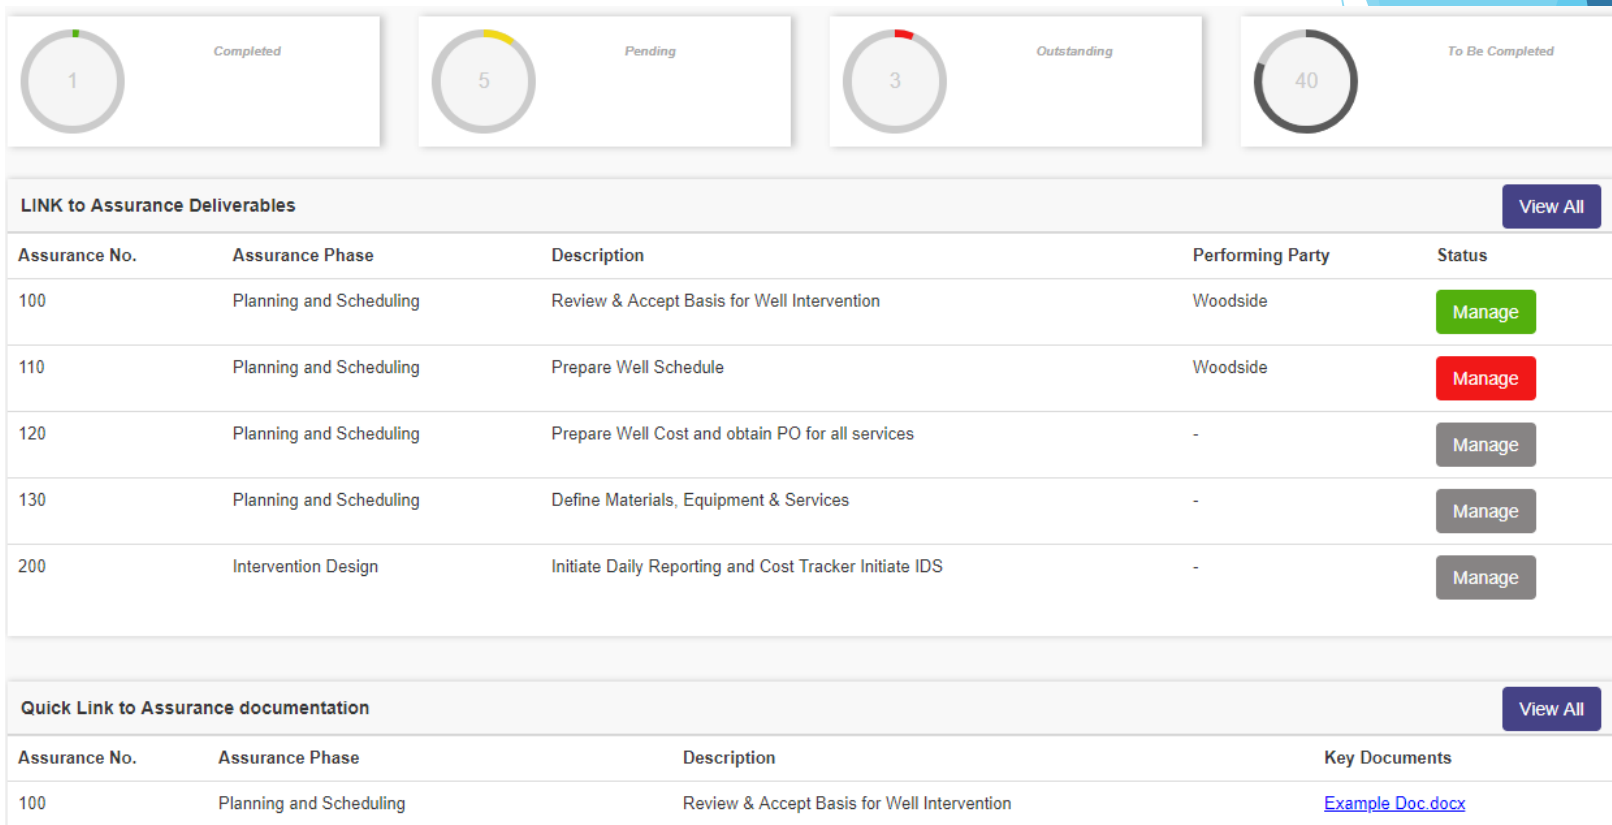 1 Completed 5 Pending 3 Outstanding 40 To Be Completed
LINK to Assurance Deliverables View All
Assurance No. Assurance Phase Description Performing Party Status
100 Planning and Scheduling Review & Accept Basis for Well Intervention Woodside Manage
110 Planning and Scheduling Prepare Well Schedule Woodside Manage
120 Planning and Scheduling Prepare Well Cost and obtain PO for all services - Manage
130 Planning and Scheduling Define Materials, Equipment & Services - Manage
200 Intervention Design Initiate Daily Reporting and Cost Tracker Initiate IDS - Manage
Quick Link to Assurance documentation View All
Assurance No. Assurance Phase Description Key Documents
100 Planning and Scheduling Review & Accept Basis for Well Intervention Example Doc.docx